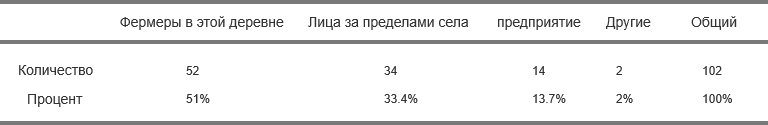 Фермеры в этой деревне Лица за пределами села предприятие Другие Общий
Количество 52 34 14 2 102
Процент 51% 33.4% 13.7% 2% 100%